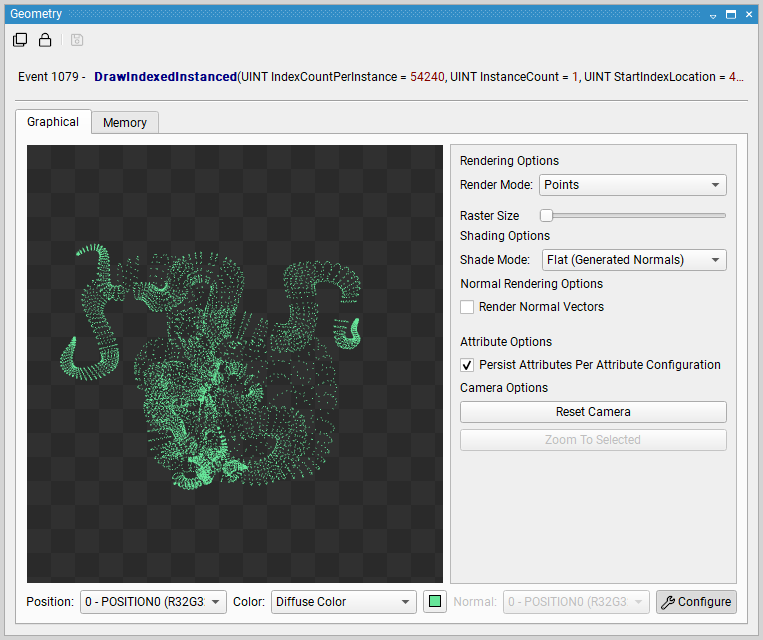 Geometry
Event 1079 - DrawIndexedInstanced(UINT IndexCountPerInstance = 54240, UINT InstanceCount = 1, UINT StartIndexLocation = 4...
Graphical Memory
Rendering Options
Render Mode: Points
Raster Size
Shading Options
Shade Mode: Flat (Generated Normals)
Normal Rendering Options
Render Normal Vectors
Attribute Options
Persist Attributes Per Attribute Configuration
Camera Options
Reset Camera
Zoom To Selected
Position: 0 - POSITION0 (R32G3 Color: Diffuse Color Normal: 0 - POSITION0 (R32G3 Configure